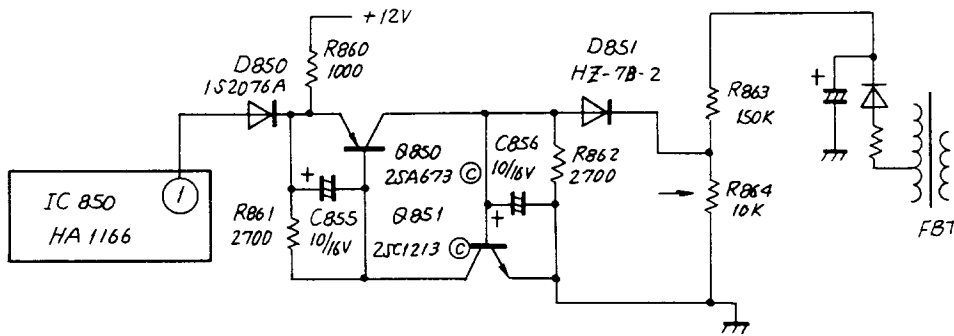 +12V
R860
1000
D850
1S2076A
D851
HZ-7B-2
+
R863
150K
Q850
2SA673 Ⓒ
C856
10/16V
R862
2700
IC 850
HA 1166
1
R861
2700
+
C855
10/16V
Q851
2SC1213 Ⓒ
+
R864
10K
FBT